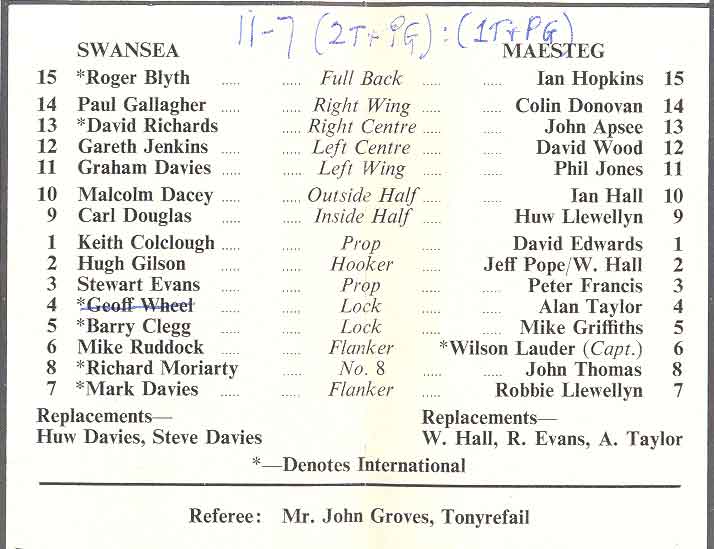 11-7 (2T+PG) : (1T+PG)
SWANSEA MAESTEG
15 *Roger Blyth ..... ..... Full Back ..... ..... Ian Hopkins 15
14 Paul Gallagher ..... ..... Right Wing ..... ..... Colin Donovan 14
13 *David Richards ..... Right Centre ..... ..... John Apsee 13
12 Gareth Jenkins ..... ..... Left Centre ..... ..... David Wood 12
11 Graham Davies ..... ..... Left Wing ..... ..... Phil Jones 11
10 Malcolm Dacey ..... ..... Outside Half ..... ..... Ian Hall 10
9 Carl Douglas ..... ..... Inside Half ..... Huw Llewellyn 9
1 Keith Colclough ..... ..... Prop ..... David Edwards 1
2 Hugh Gilson ..... ..... Hooker ..... Jeff Pope/W. Hall 2
3 Stewart Evans ..... ..... Prop ..... ..... Peter Francis 3
4 *Geoff Wheel ..... ..... Lock ..... ..... Alan Taylor 4
5 *Barry Clegg ..... ..... Lock ..... ..... Mike Griffiths 5
6 Mike Ruddock ..... ..... Flanker ..... *Wilson Lauder (Capt.) 6
8 *Richard Moriarty ..... No. 8 ..... ..... John Thomas 8
7 *Mark Davies ..... ..... Flanker ..... Robbie Llewellyn 7
Replacements— Replacements—
Huw Davies, Steve Davies W. Hall, R. Evans, A. Taylor
*—Denotes International
Referee: Mr. John Groves, Tonyrefail